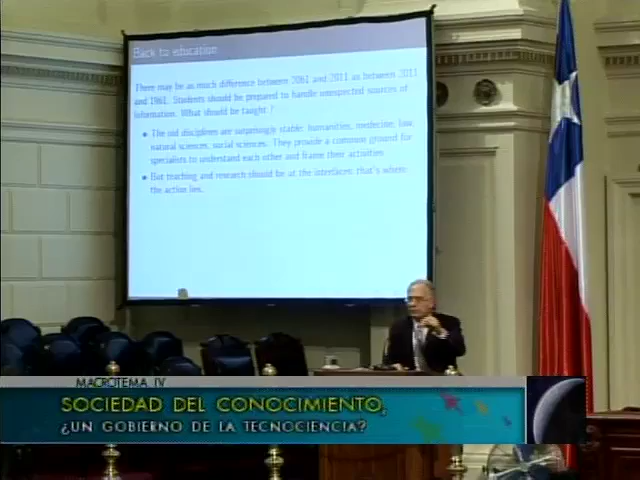 Back to education
There may be as much difference between 2061 and 2011 as between 2011
and 1961. Students should be prepared to handle unexpected sources of
information. What should be taught ?
• The old disciplines are surprisingly stable: humanities, medicine, law,
natural sciences, social sciences. They provide a common ground for
specialists to understand each other and frame their activities.
• But teaching and research should be at the interfaces: that's where
the action lies.
MACROTEMA IV
SOCIEDAD DEL CONOCIMIENTO,
¿UN GOBIERNO DE LA TECNOCIENCIA?